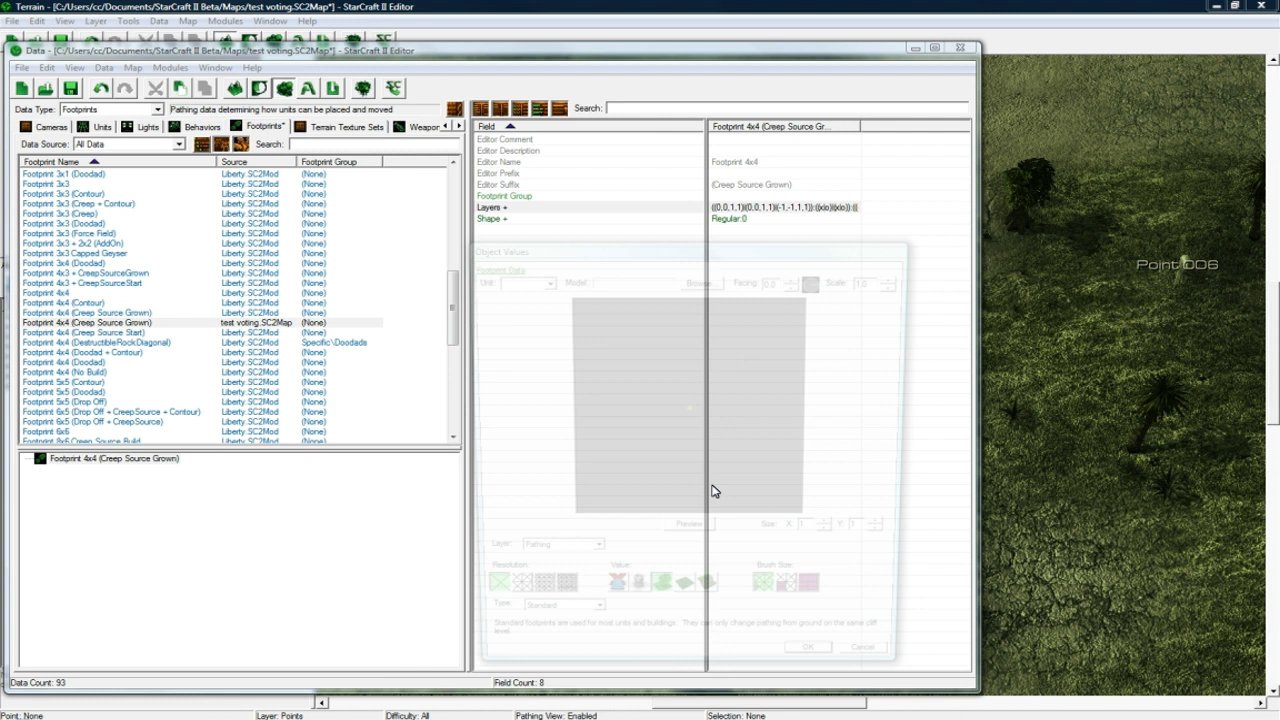 Terrain - [C:/Users/cc/Documents/StarCraft II Beta/Maps/test voting.SC2Map*] - StarCraft II Editor
File Edit View Layer Tools Data Map Modules Window Help
Data - [C:/Users/cc/Documents/StarCraft II Beta/Maps/test voting.SC2Map*] - StarCraft II Editor
File Edit View Data Map Modules Window Help
Data Type: Footprints Pathing data determining how units can be placed and moved
Search:
Cameras Units Lights Behaviors Footprints* Terrain Texture Sets Weapor
Data Source: All Data Search:
Footprint Name Source Footprint Group
Footprint 3x1 (Doodad) Liberty.SC2Mod (None)
Footprint 3x3 Liberty.SC2Mod (None)
Footprint 3x3 (Contour) Liberty.SC2Mod (None)
Footprint 3x3 (Creep + Contour) Liberty.SC2Mod (None)
Footprint 3x3 (Creep) Liberty.SC2Mod (None)
Footprint 3x3 (Doodad) Liberty.SC2Mod (None)
Footprint 3x3 (Force Field) Liberty.SC2Mod (None)
Footprint 3x3 + 2x2 (AddOn) Liberty.SC2Mod (None)
Footprint 3x3 Capped Geyser Liberty.SC2Mod (None)
Footprint 3x4 (Doodad) Liberty.SC2Mod (None)
Footprint 4x3 + CreepSourceGrown Liberty.SC2Mod (None)
Footprint 4x3 + CreepSourceStart Liberty.SC2Mod (None)
Footprint 4x4 Liberty.SC2Mod (None)
Footprint 4x4 (Contour) Liberty.SC2Mod (None)
Footprint 4x4 (Creep Source Grown) Liberty.SC2Mod (None)
Footprint 4x4 (Creep Source Grown) test voting.SC2Map (None)
Footprint 4x4 (Creep Source Start) Liberty.SC2Mod (None)
Footprint 4x4 (DestructibleRockDiagonal) Liberty.SC2Mod Specific\Doodads
Footprint 4x4 (Doodad + Contour) Liberty.SC2Mod (None)
Footprint 4x4 (Doodad) Liberty.SC2Mod (None)
Footprint 4x4 (No Build) Liberty.SC2Mod (None)
Footprint 5x5 (Contour) Liberty.SC2Mod (None)
Footprint 5x5 (Doodad) Liberty.SC2Mod (None)
Footprint 5x5 (Drop Off) Liberty.SC2Mod (None)
Footprint 6x5 (Drop Off + CreepSource + Contour) Liberty.SC2Mod (None)
Footprint 6x5 (Drop Off + CreepSource) Liberty.SC2Mod (None)
Footprint 6x6 Liberty.SC2Mod (None)
Footprint 8x6 Creep Source Build Liberty.SC2Mod (None)
Footprint 4x4 (Creep Source Grown)
Data Count: 93
Field Footprint 4x4 (Creep Source Gr...
Editor Comment
Editor Description
Editor Name Footprint 4x4
Editor Prefix
Editor Suffix (Creep Source Grown)
Footprint Group
Layers +
Shape + Regular:0
Object Values
Footprint Data
Unit: Model: Browse... Facing: 0.0 Scale: 1.0
Preview Size: X: 1 Y: 1
Layer: Pathing
Resolution: Value: Brush Size:
Type: Standard
Standard footprints are used for most units and buildings. They can only change pathing from ground on the same cliff
level.
OK Cancel
Field Count: 8
Point 006
Point: None Layer: Points Difficulty: All Pathing View: Enabled Selection: None